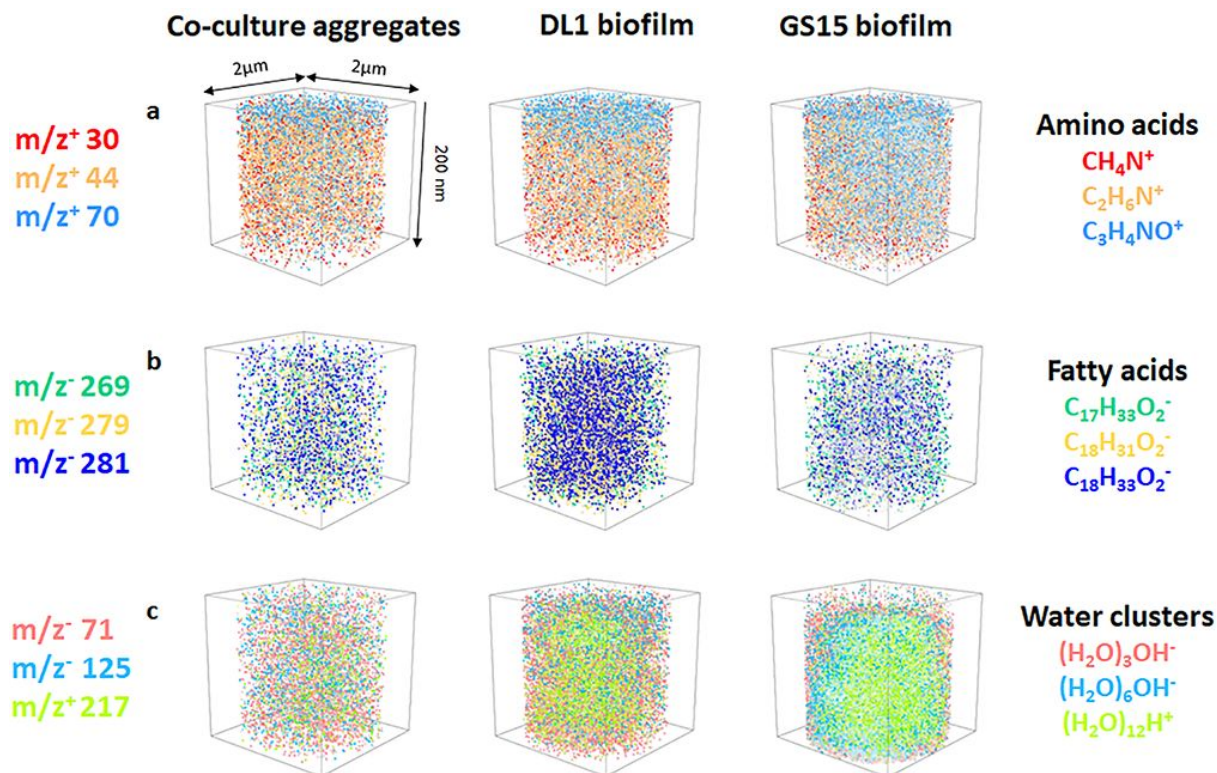 Co-culture aggregates DL1 biofilm GS15 biofilm
2µm 2µm
a
200 nm
m/z⁺ 30
m/z⁺ 44
m/z⁺ 70
Amino acids
CH₄N⁺
C₂H₆N⁺
C₃H₄NO⁺
b
m/z⁻ 269
m/z⁻ 279
m/z⁻ 281
Fatty acids
C₁₇H₃₃O₂⁻
C₁₈H₃₁O₂⁻
C₁₈H₃₃O₂⁻
c
m/z⁻ 71
m/z⁻ 125
m/z⁺ 217
Water clusters
(H₂O)₃OH⁻
(H₂O)₆OH⁻
(H₂O)₁₂H⁺